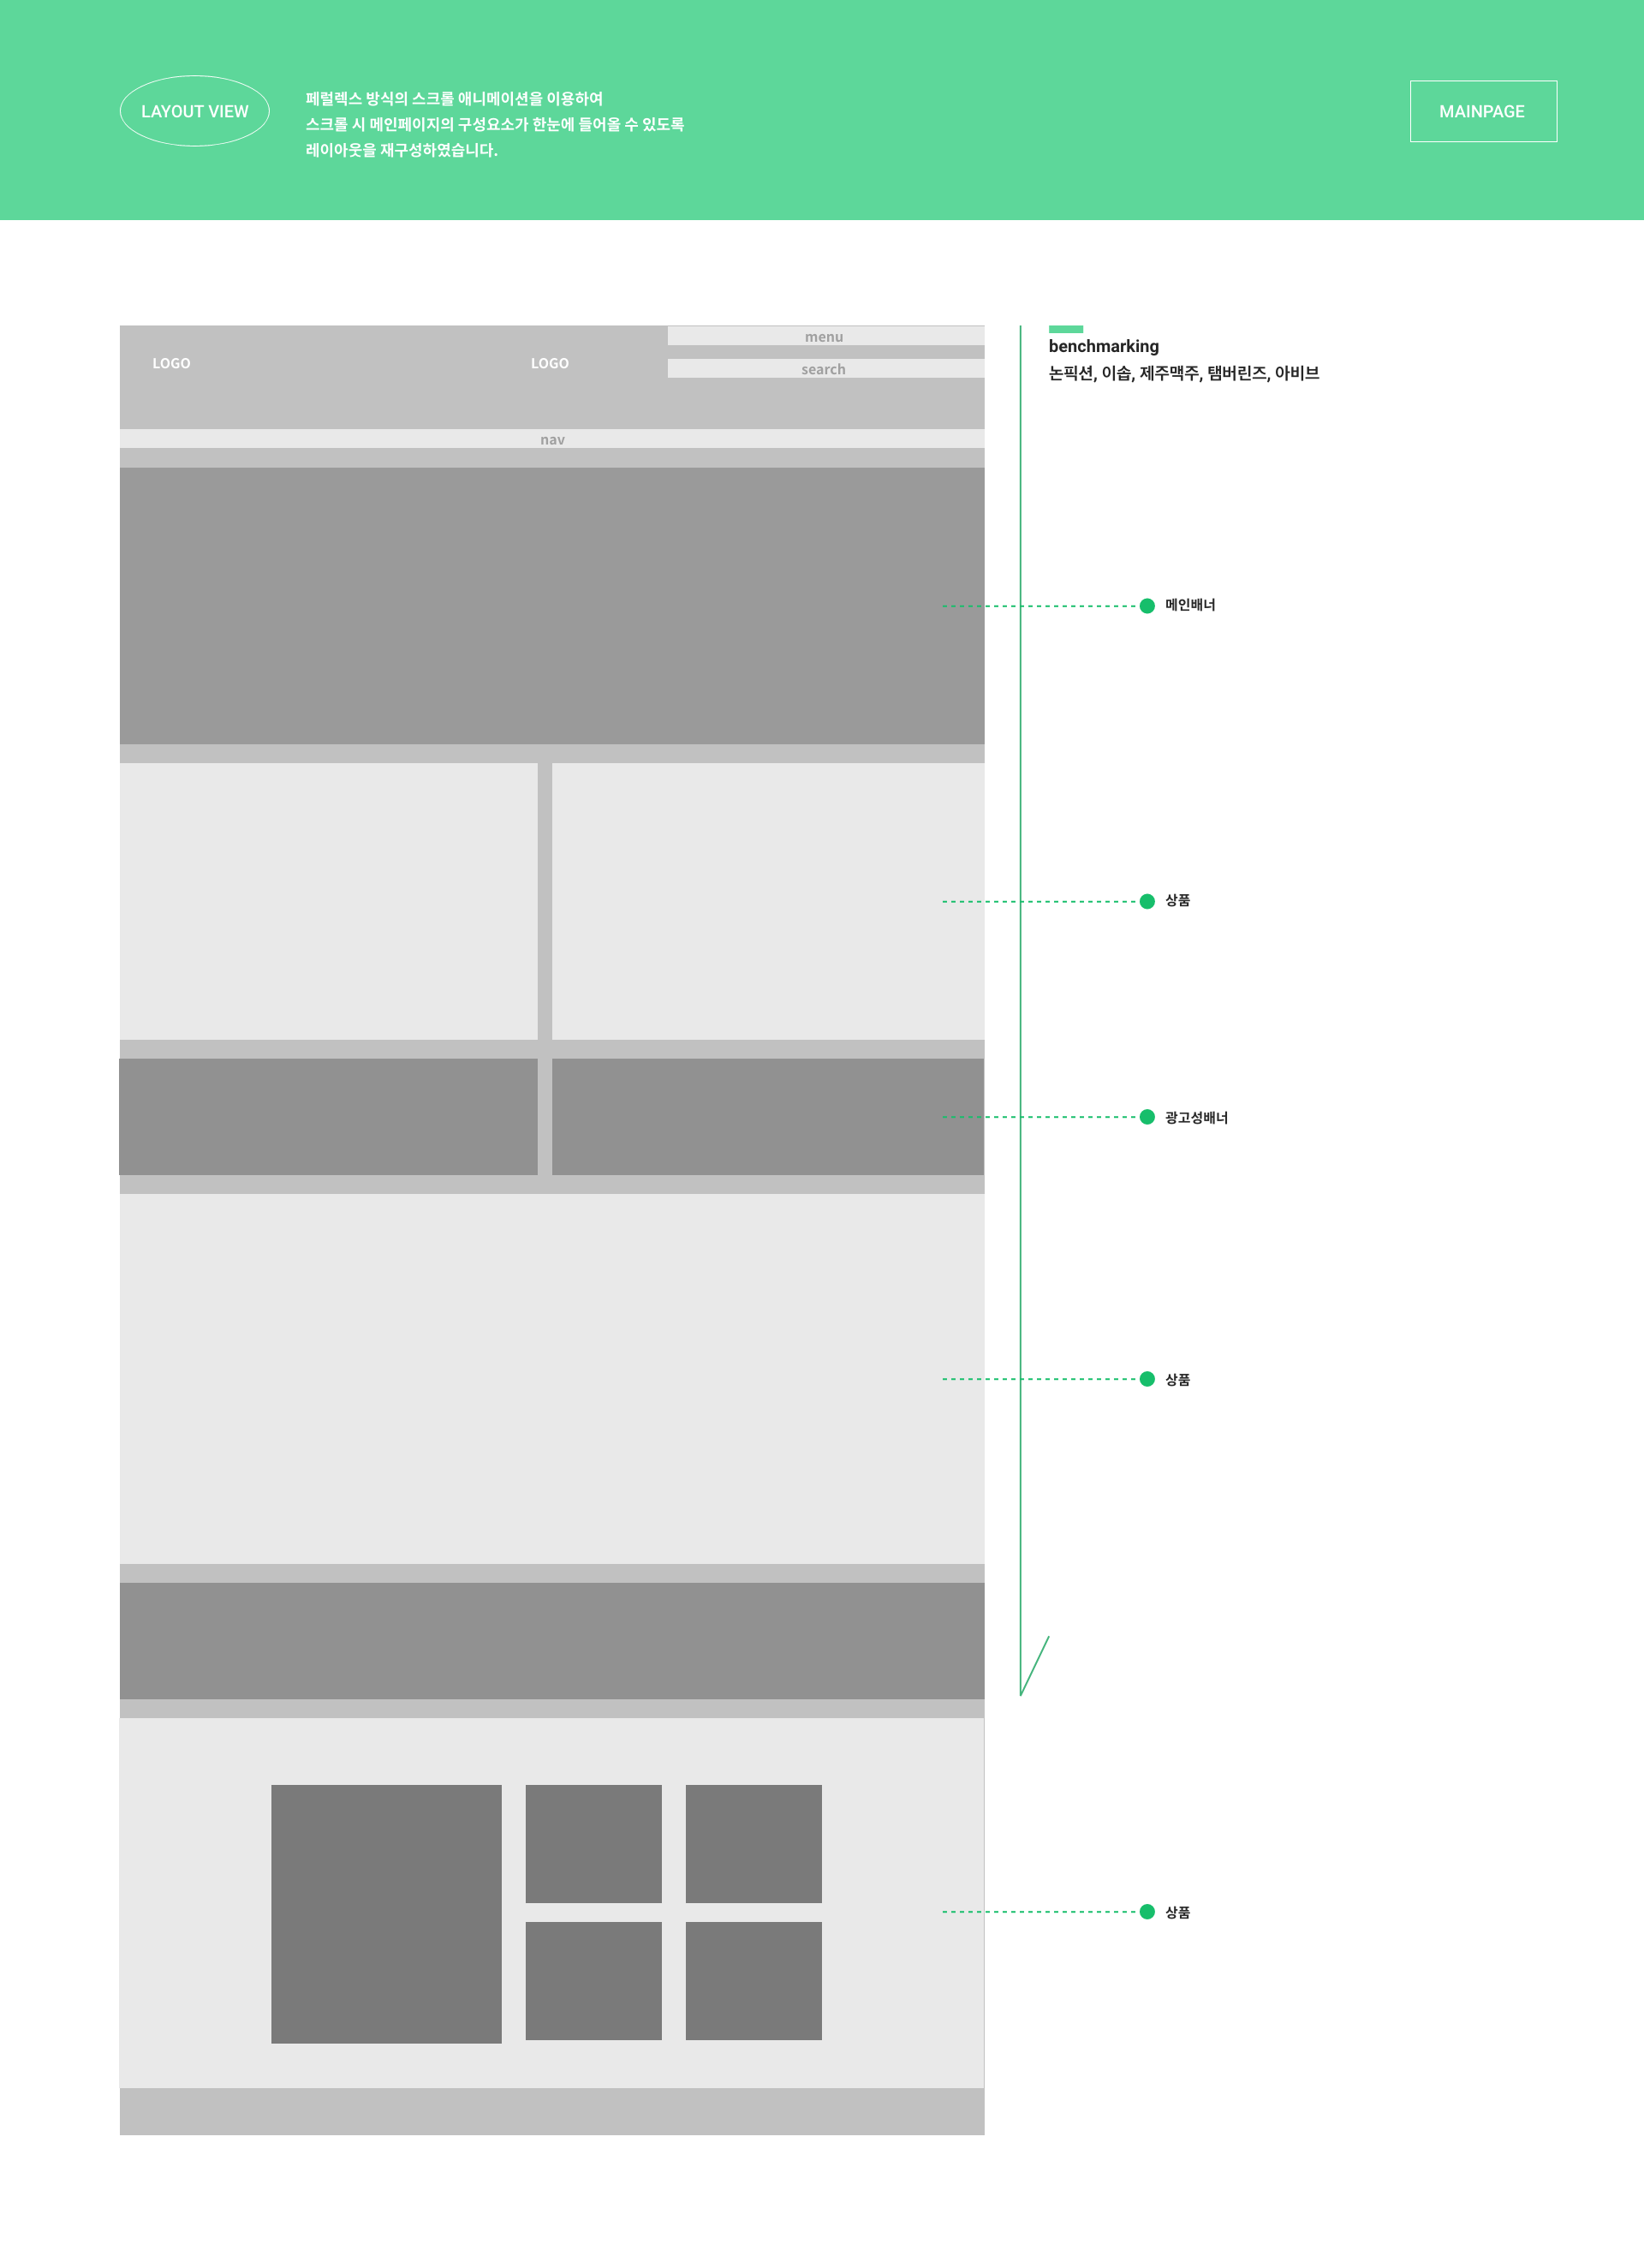 LAYOUT VIEW
페럴렉스 방식의 스크롤 애니메이션을 이용하여
스크롤 시 메인페이지의 구성요소가 한눈에 들어올 수 있도록
레이아웃을 재구성하였습니다.
MAINPAGE
menu
LOGO
LOGO
search
nav
benchmarking
논픽션, 이솝, 제주맥주, 탬버린즈, 아비브
메인배너
상품
광고성배너
상품
상품